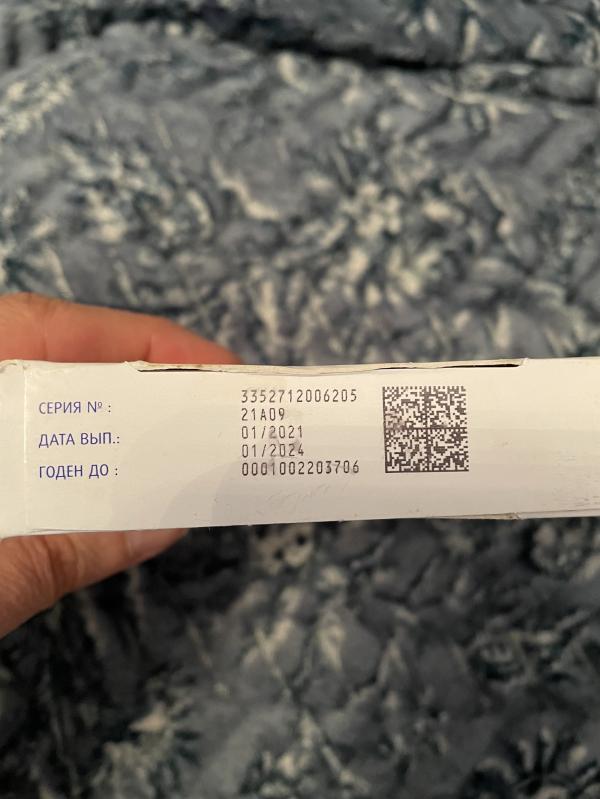 3352712006205
СЕРИЯ № :
21A09
ДАТА ВЫП.:
01/2021
01/2024
ГОДЕН ДО :
0001002203706